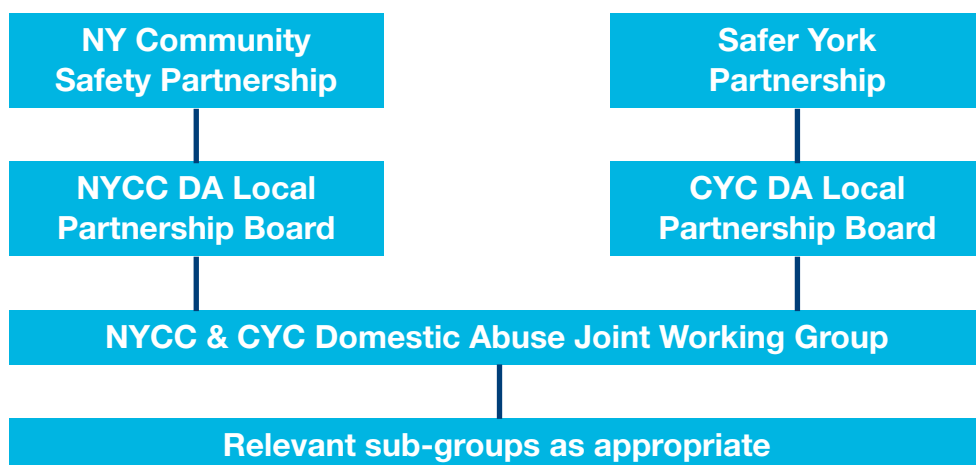 NY Community
Safety Partnership
Safer York
Partnership
NYCC DA Local
Partnership Board
CYC DA Local
Partnership Board
NYCC & CYC Domestic Abuse Joint Working Group
Relevant sub-groups as appropriate